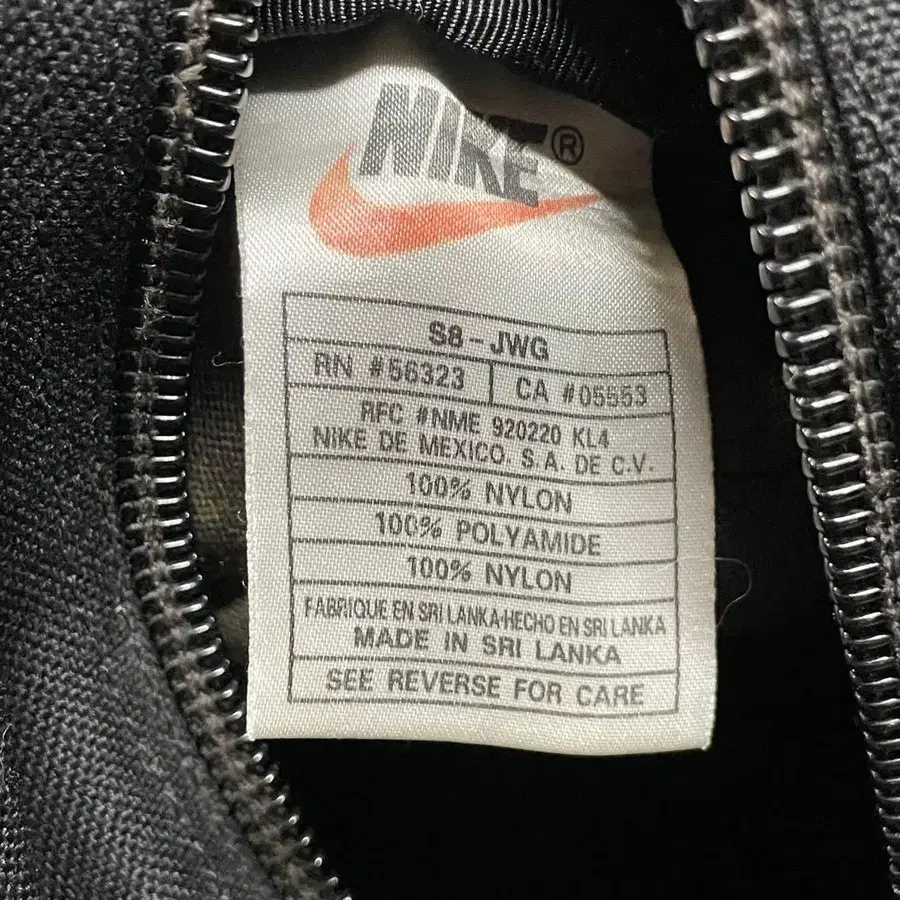 NIKE®
S8-JWG
RN #56323 CA #05553
RFC #NME 920220 KL4
NIKE DE MEXICO, S.A. DE C.V.
100% NYLON
100% POLYAMIDE
100% NYLON
FABRIQUE EN SRI LANKA·HECHO EN SRI LANKA
MADE IN SRI LANKA
SEE REVERSE FOR CARE